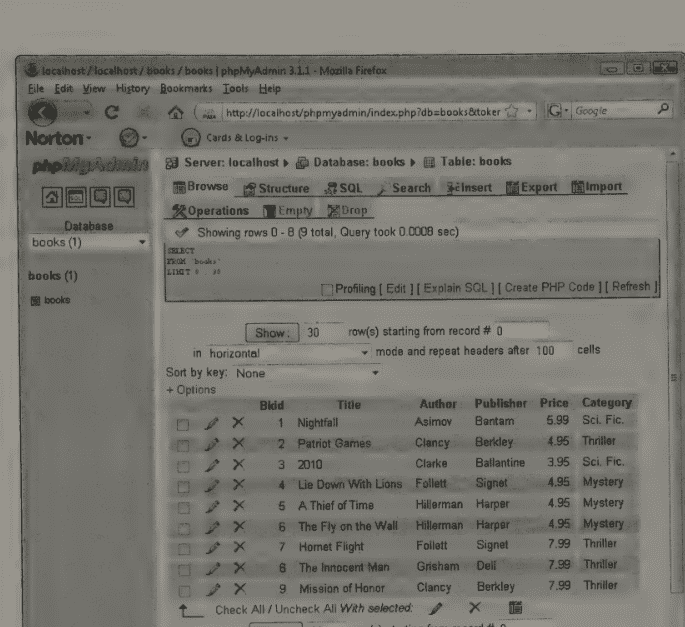 localhost / localhost / books / books | phpMyAdmin 3.1.1 - Mozilla Firefox
File Edit View History Bookmarks Tools Help
http://localhost/phpmyadmin/index.php?db=books&token Google
Norton Cards & Log-ins
phpMyAdmin
Server: localhost Database: books Table: books
Browse Structure SQL Search Insert Export Import
Operations Empty Drop
Database
books (1)
Showing rows 0 - 8 (9 total, Query took 0.0008 sec)
SELECT
FROM `books`
LIMIT 0
books (1)
books
Profiling [ Edit ] [ Explain SQL ] [ Create PHP Code ] [ Refresh ]
Show : 30 row(s) starting from record # 0
in horizontal mode and repeat headers after 100 cells
Sort by key: None
+ Options
Bkid Title Author Publisher Price Category
1 Nightfall Asimov Bantam 5.99 Sci. Fic.
2 Patriot Games Clancy Berkley 4.95 Thriller
3 2010 Clarke Ballantine 3.95 Sci. Fic.
4 Lie Down With Lions Follett Signet 4.95 Mystery
5 A Thief of Time Hillerman Harper 4.95 Mystery
6 The Fly on the Wall Hillerman Harper 4.95 Mystery
7 Hornet Flight Follett Signet 7.99 Thriller
8 The Innocent Man Grisham Dell 7.99 Thriller
9 Mission of Honor Clancy Berkley 7.99 Thriller
Check All / Uncheck All With selected: